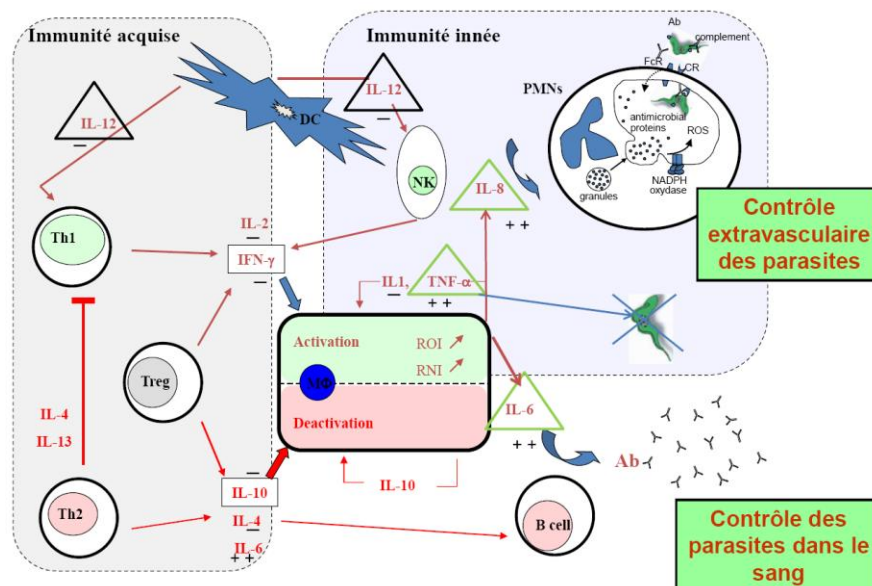 Immunité acquise
Immunité innée
Ab
complement
FcR
CR
PMNs
IL-12
–
IL-12
–
DC
antimicrobial
proteins
ROS
NADPH
oxydase
granules
NK
IL-8
+ +
Contrôle
extravasculaire
des parasites
Th1
IL-2
–
IFN-γ
–
IL1,
–
TNF-α
+ +
Activation
ROI
RNI
Treg
MΦ
Deactivation
IL-6
+ +
IL-4
IL-13
Ab
–
IL-10
IL-4
–
IL-6,
+ +
IL-10
Th2
B cell
Contrôle des
parasites dans le
sang